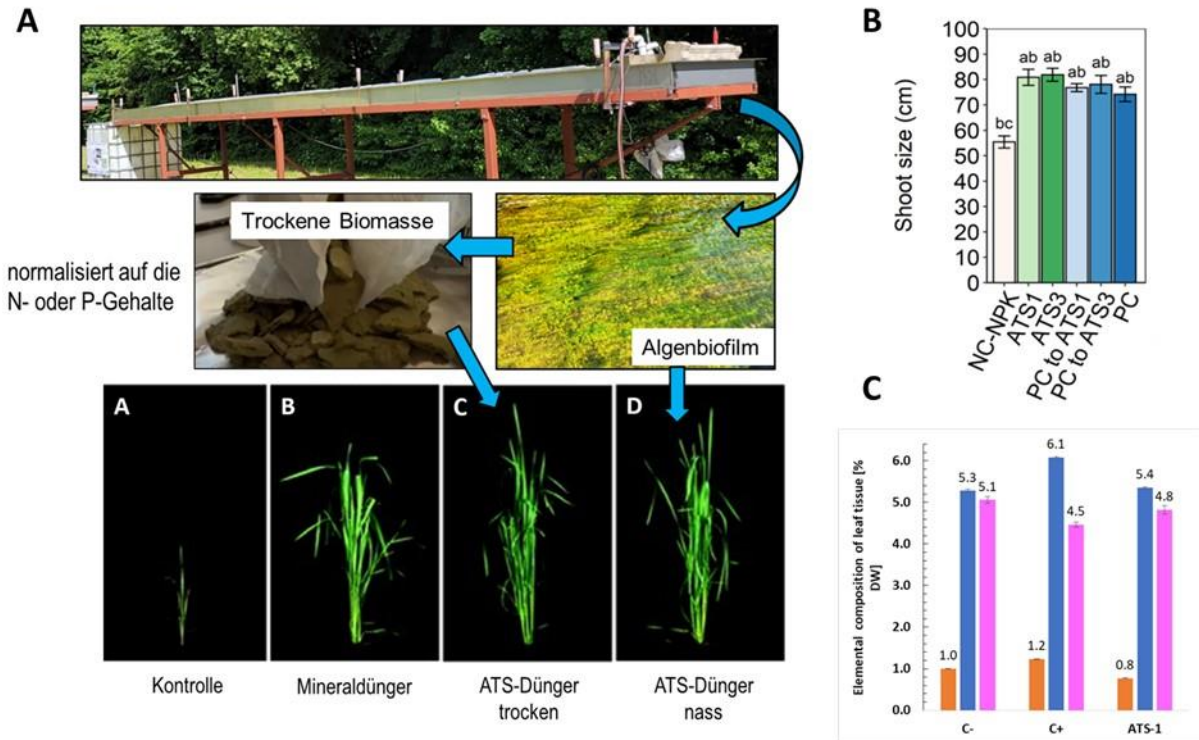 A
Trockene Biomasse
normalisiert auf die
N- oder P-Gehalte
Algenbiofilm
A
B
C
D
Kontrolle
Mineraldünger
ATS-Dünger
trocken
ATS-Dünger
nass
B
Shoot size (cm)
100
90
80
70
60
50
40
30
20
10
0
bc
ab
ab
ab
ab
ab
NC-NPK
ATS1
ATS3
PC to ATS1
PC to ATS3
PC
C
Elemental composition of leaf tissue [%
DW]
6.0
5.0
4.0
3.0
2.0
1.0
0.0
1.0
5.3
5.1
1.2
6.1
4.5
0.8
5.4
4.8
C-
C+
ATS-1